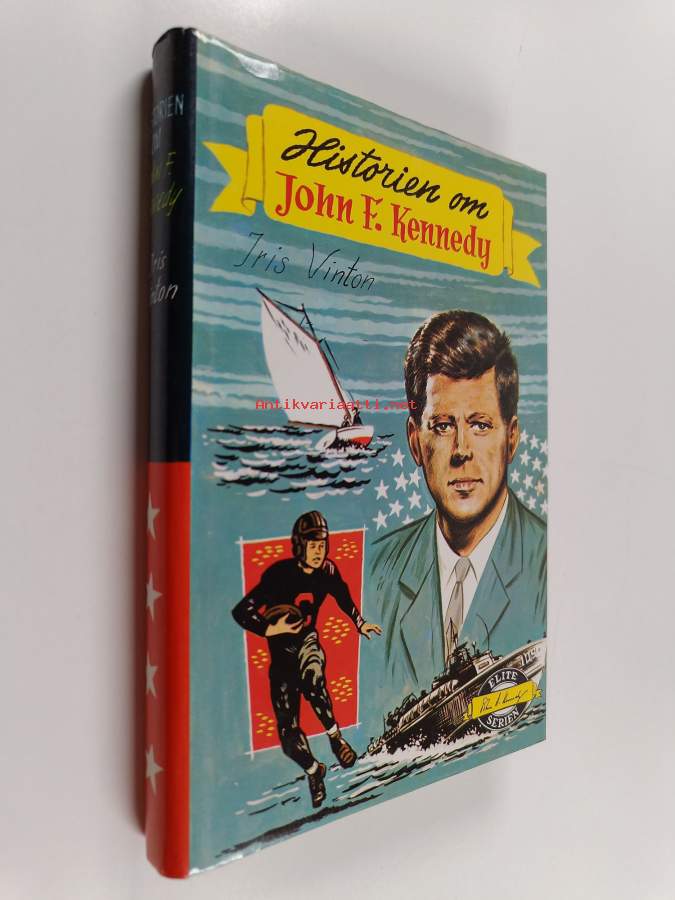 Historien om
John F. Kennedy
Iris Vinton
Antikvariaatti.net
ELITE
SERIEN